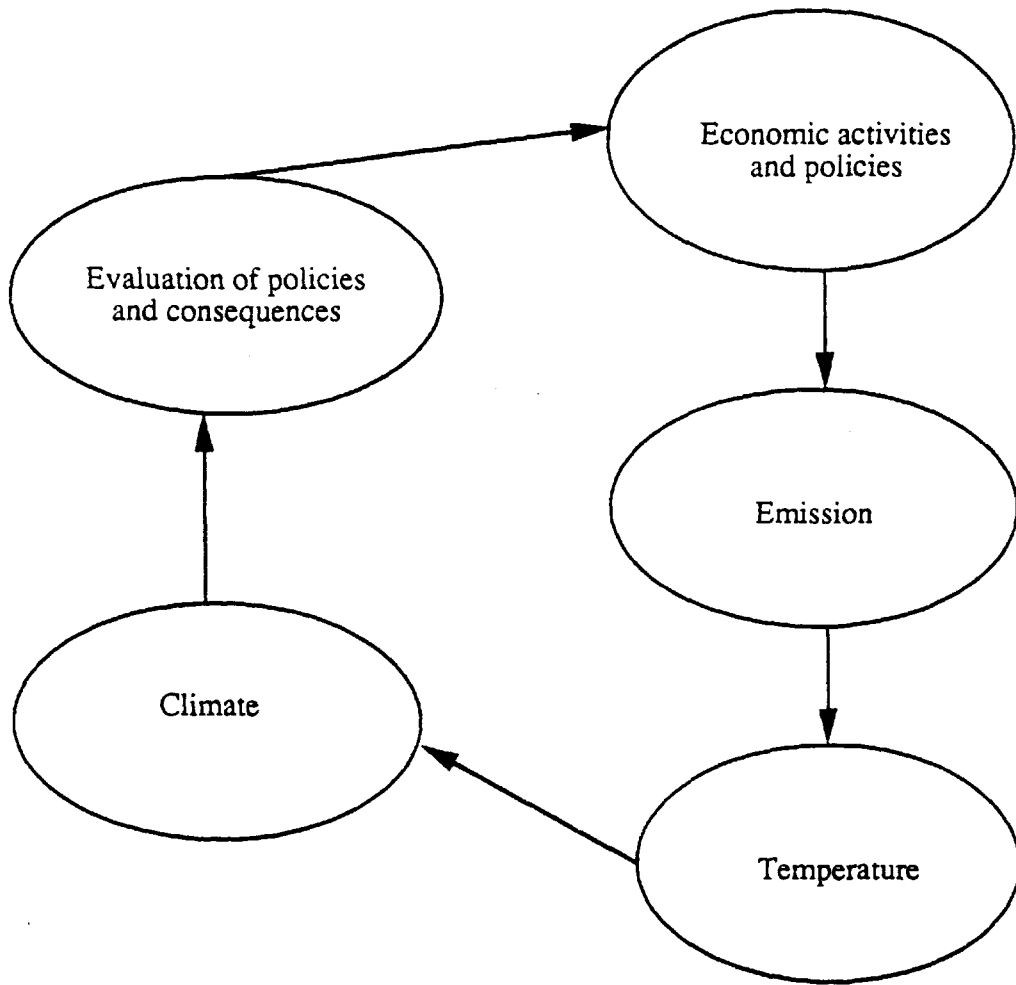 Economic activities
and policies
Evaluation of policies
and consequences
Emission
Climate
Temperature